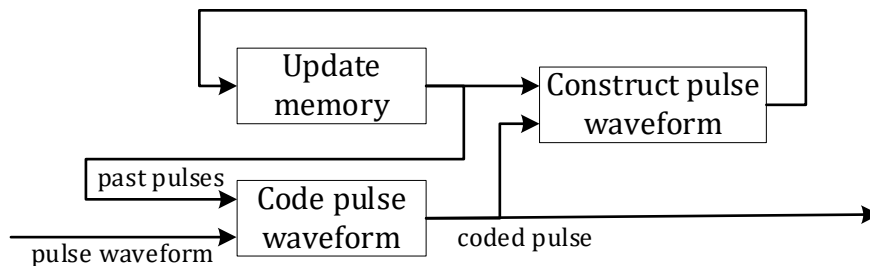 Update
memory
Construct pulse
waveform
past pulses
Code pulse
waveform
pulse waveform
coded pulse